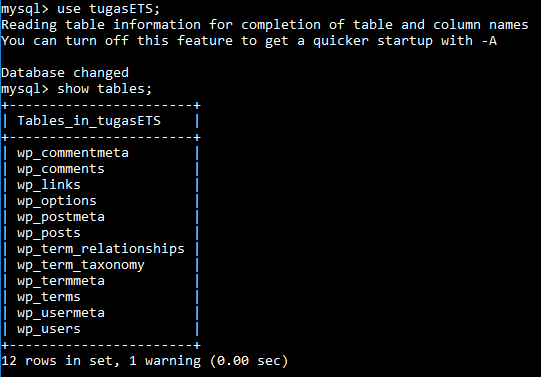 mysql> use tugasETS;
Reading table information for completion of table and column names
You can turn off this feature to get a quicker startup with -A

Database changed
mysql> show tables;
+-----------------------+
| Tables_in_tugasETS    |
+-----------------------+
| wp_commentmeta        |
| wp_comments           |
| wp_links              |
| wp_options            |
| wp_postmeta           |
| wp_posts              |
| wp_term_relationships |
| wp_term_taxonomy      |
| wp_termmeta           |
| wp_terms              |
| wp_usermeta           |
| wp_users              |
+-----------------------+
12 rows in set, 1 warning (0.00 sec)